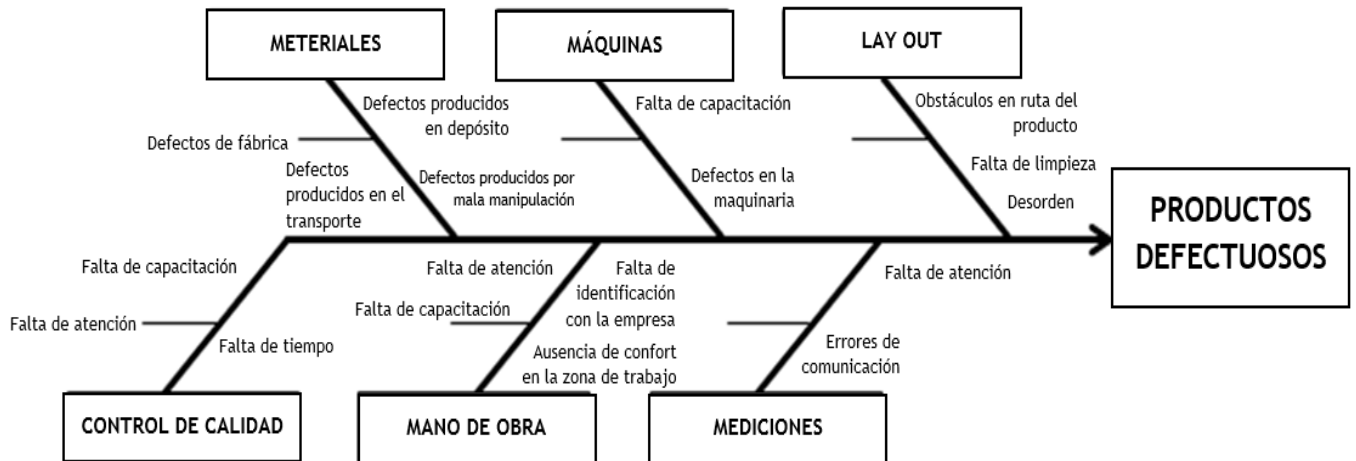 METERIALES
MÁQUINAS
LAY OUT
Defectos producidos
en depósito
Defectos de fábrica
Defectos
producidos en el
transporte
Defectos producidos por
mala manipulación
Falta de capacitación
Defectos en la
maquinaria
Obstáculos en ruta del
producto
Falta de limpieza
Desorden
PRODUCTOS
DEFECTUOSOS
Falta de capacitación
Falta de atención
Falta de tiempo
Falta de atención
Falta de capacitación
Falta de
identificación
con la empresa
Ausencia de confort
en la zona de trabajo
Falta de atención
Errores de
comunicación
CONTROL DE CALIDAD
MANO DE OBRA
MEDICIONES